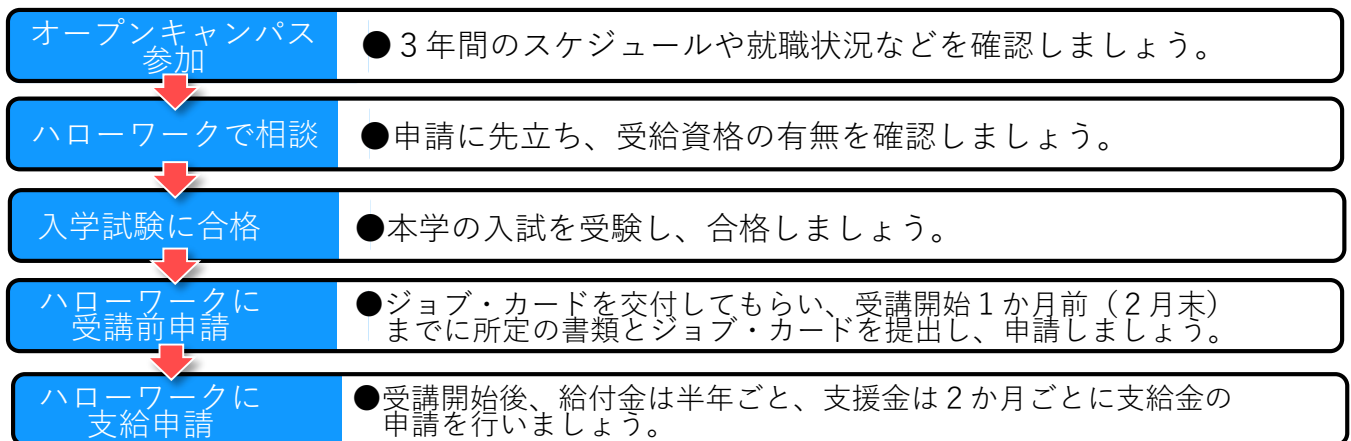 オープンキャンパス
参加
●３年間のスケジュールや就職状況などを確認しましょう。
ハローワークで相談
●申請に先立ち、受給資格の有無を確認しましょう。
入学試験に合格
●本学の入試を受験し、合格しましょう。
ハローワークに
受講前申請
●ジョブ・カードを交付してもらい、受講開始１か月前（２月末）
までに所定の書類とジョブ・カードを提出し、申請しましょう。
ハローワークに
支給申請
●受講開始後、給付金は半年ごと、支援金は２か月ごとに支給金の
申請を行いましょう。